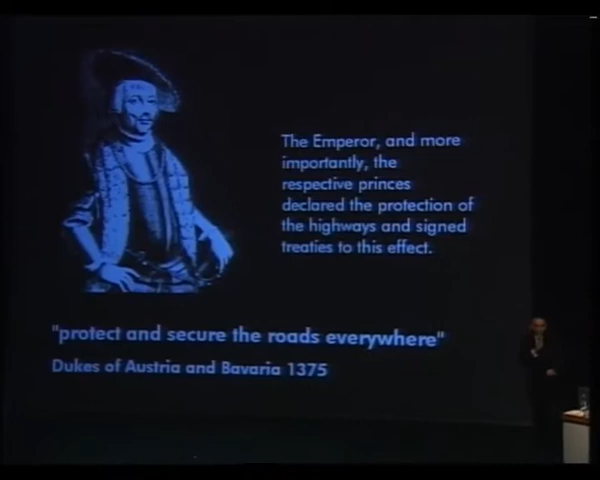 The Emperor, and more
importantly, the
respective princes
declared the protection of
the highways and signed
treaties to this effect.
"protect and secure the roads everywhere"
Dukes of Austria and Bavaria 1375